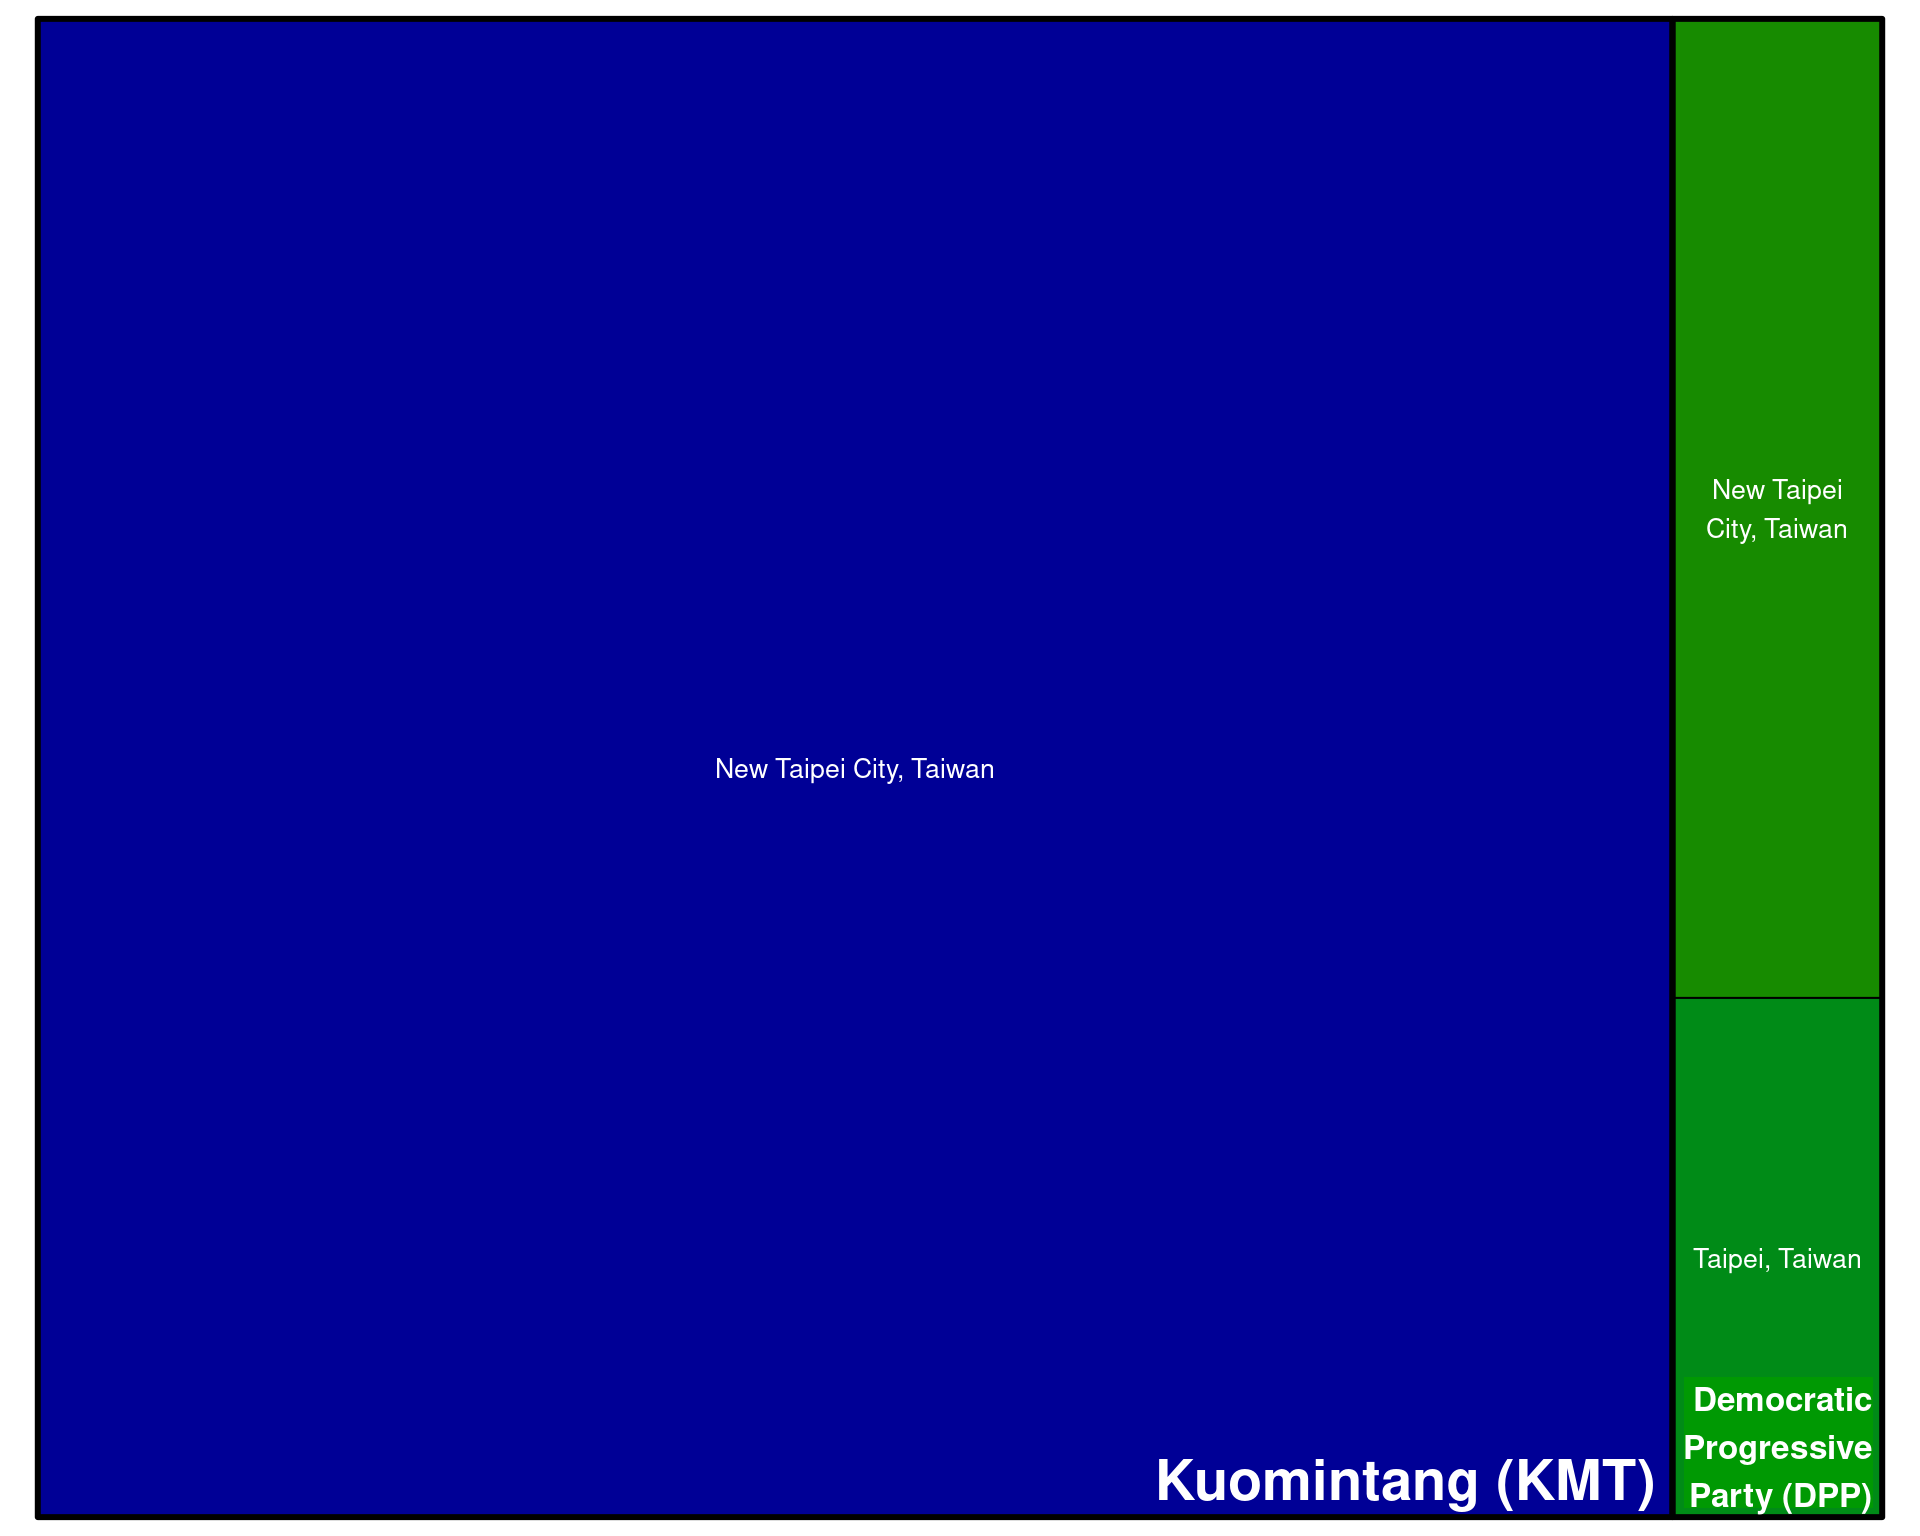 New Taipei City, Taiwan
Kuomintang (KMT)
New Taipei
City, Taiwan
Taipei, Taiwan
Democratic
Progressive
Party (DPP)